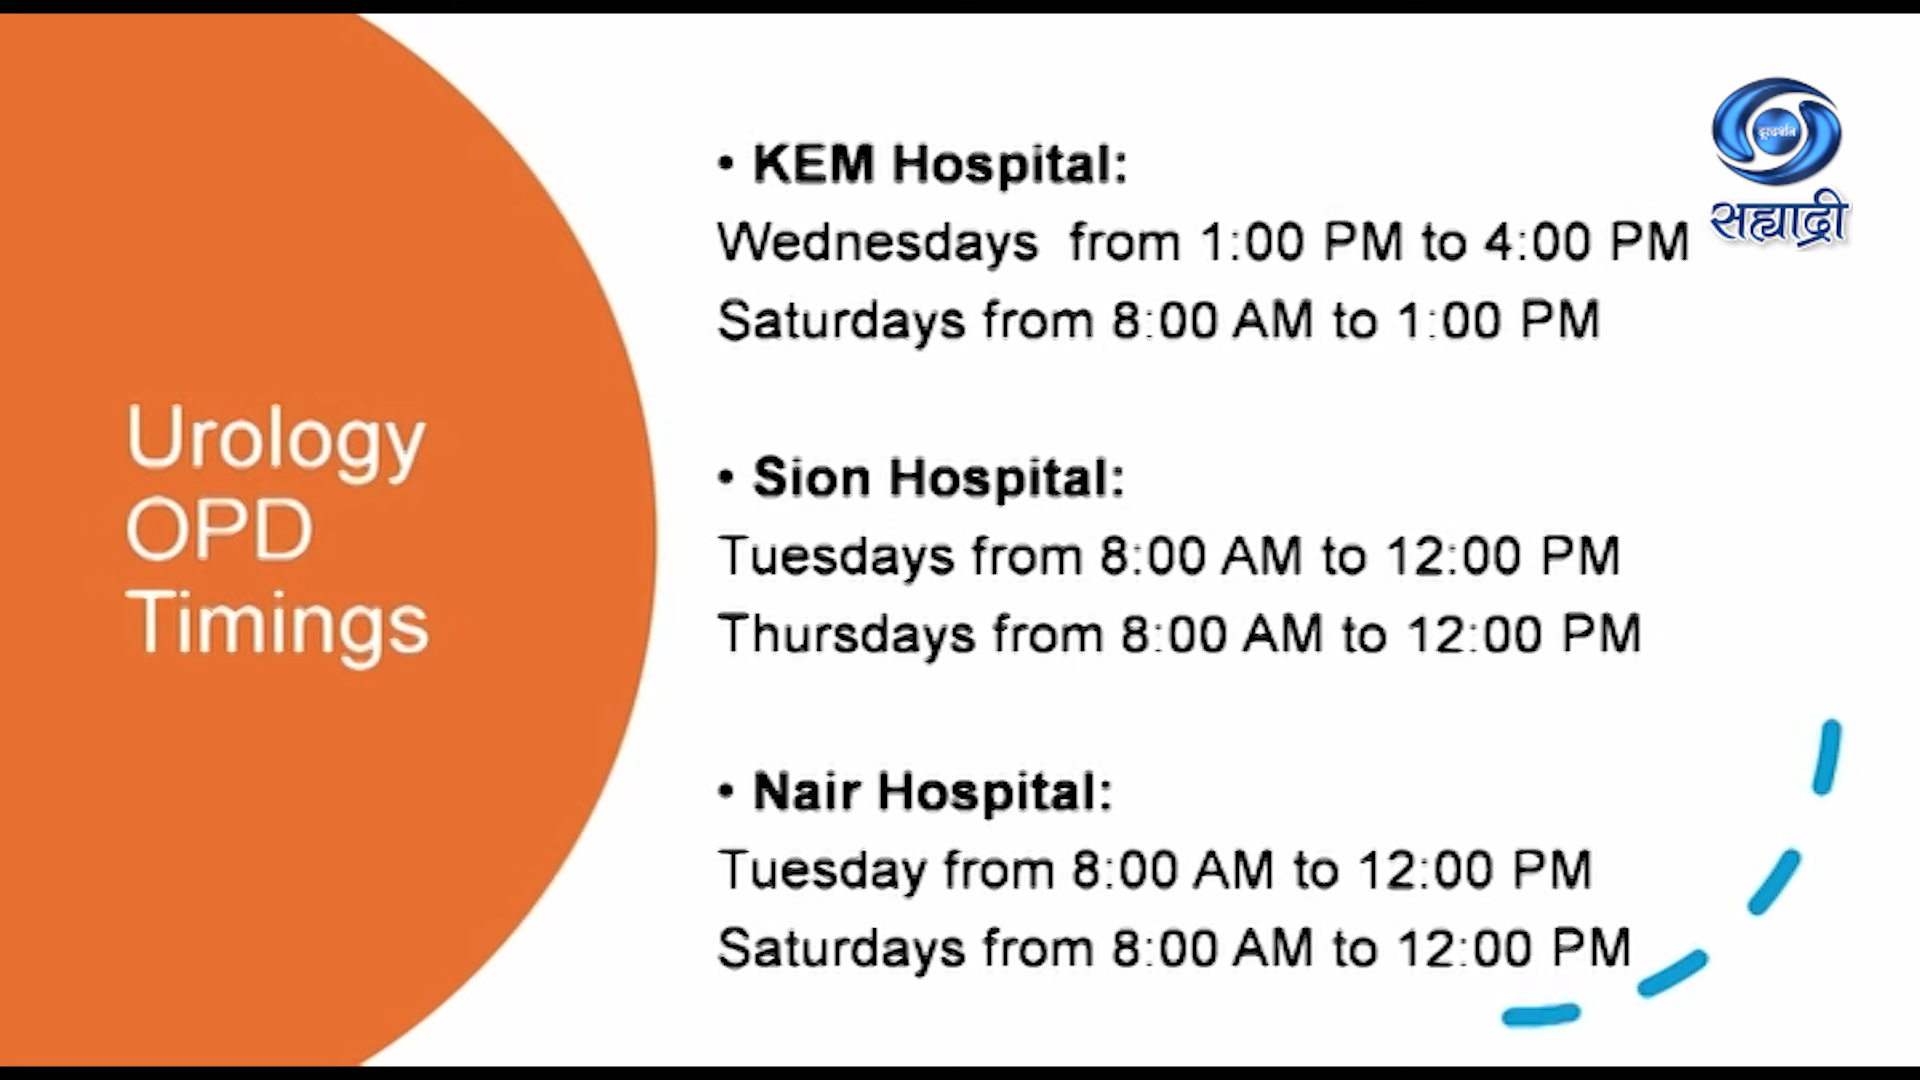 Urology
OPD
Timings
• KEM Hospital:
Wednesdays from 1:00 PM to 4:00 PM
Saturdays from 8:00 AM to 1:00 PM
• Sion Hospital:
Tuesdays from 8:00 AM to 12:00 PM
Thursdays from 8:00 AM to 12:00 PM
• Nair Hospital:
Tuesday from 8:00 AM to 12:00 PM
Saturdays from 8:00 AM to 12:00 PM
दूरदर्शन
सह्याद्री